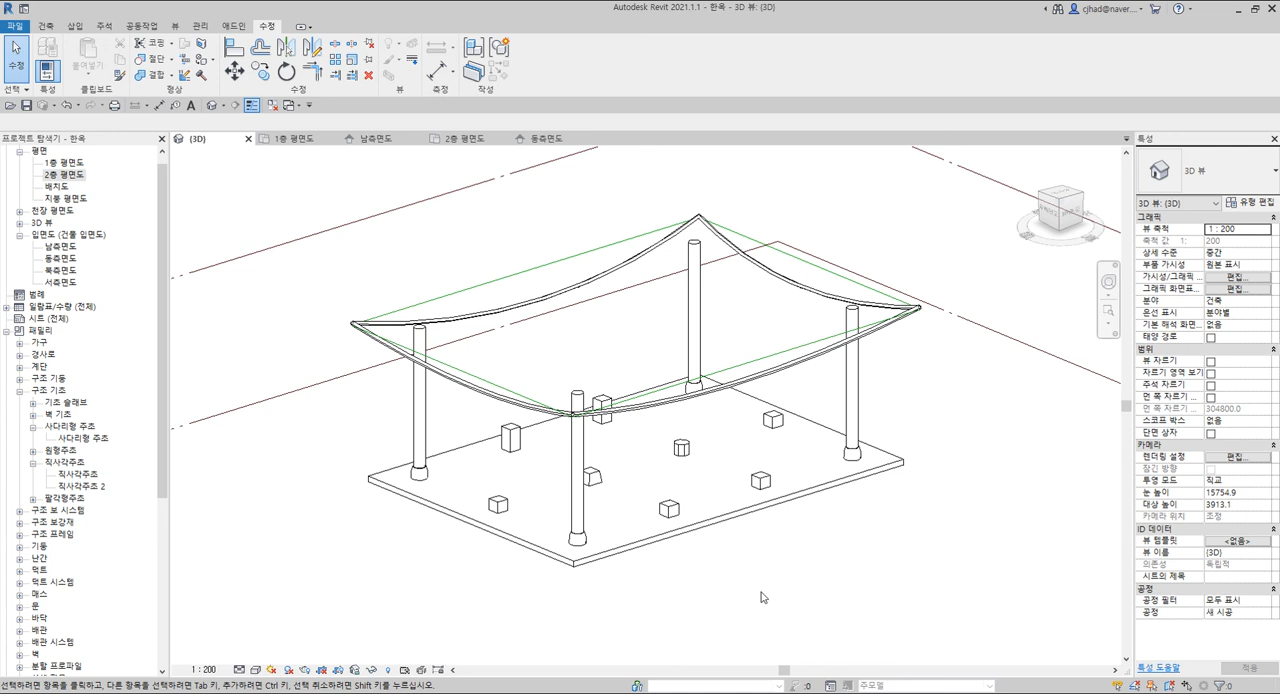 Autodesk Revit 2021.1.1 - 한옥 - 3D 뷰: {3D}
cjhad@naver....
파일 건축 삽입 주석 공동작업 뷰 관리 애드인 수정
수정
붙여넣기
코핑
절단
결합
선택 특성 클립보드 형상 수정 뷰 측정 작성
프로젝트 탐색기 - 한옥
{3D} 1층 평면도 남측면도 2층 평면도 동측면도
평면
1층 평면도
2층 평면도
배치도
지붕 평면도
천장 평면도
3D 뷰
입면도 (건물 입면도)
남측면도
동측면도
북측면도
서측면도
범례
일람표/수량 (전체)
시트 (전체)
패밀리
가구
경사로
계단
구조 기둥
구조 기초
기초 슬래브
벽 기초
사다리형 주초
사다리형 주초
원형주초
직사각주초
직사각주초
직사각주초 2
팔각형주초
구조 보 시스템
구조 보강재
구조 프레임
기둥
난간
덕트
덕트 시스템
매스
문
바닥
배관
배관 시스템
벽
분할 프로파일
특성
3D 뷰
3D 뷰: {3D} 유형 편집
그래픽
뷰 축척 1 : 200
축척 값 1: 200
상세 수준 중간
부품 가시성 원본 표시
가시성/그래픽 ... 편집...
그래픽 화면표... 편집...
분야 건축
은선 표시 분야별
기본 해석 화면... 없음
태양 경로
범위
뷰 자르기
자르기 영역 보기
주석 자르기
먼 쪽 자르기 ...
먼 쪽 자르기 ... 304800.0
스코프 박스 없음
단면 상자
카메라
렌더링 설정 편집...
잠긴 방향
투영 모드 직교
눈 높이 15754.9
대상 높이 3913.1
카메라 위치 조정
ID 데이터
뷰 템플릿 <없음>
뷰 이름 {3D}
의존성 독립적
시트의 제목
공정
공정 필터 모두 표시
공정 새 시공
특성 도움말 적용
1 : 200
선택하려면 항목을 클릭하고, 다른 항목을 선택하려면 Tab 키, 추가하려면 Ctrl 키, 선택 취소하려면 Shift 키를 누르십시오.
:0 주모델 :0